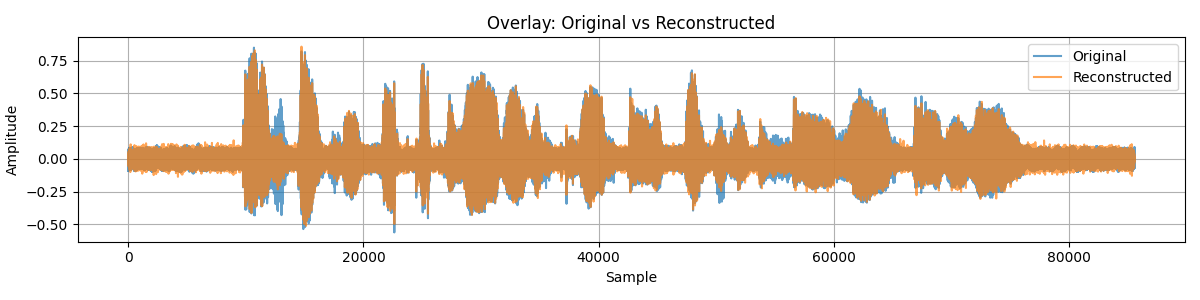 Overlay: Original vs Reconstructed
Amplitude
0.75
0.50
0.25
0.00
−0.25
−0.50
Original
Reconstructed
0 20000 40000 60000 80000
Sample